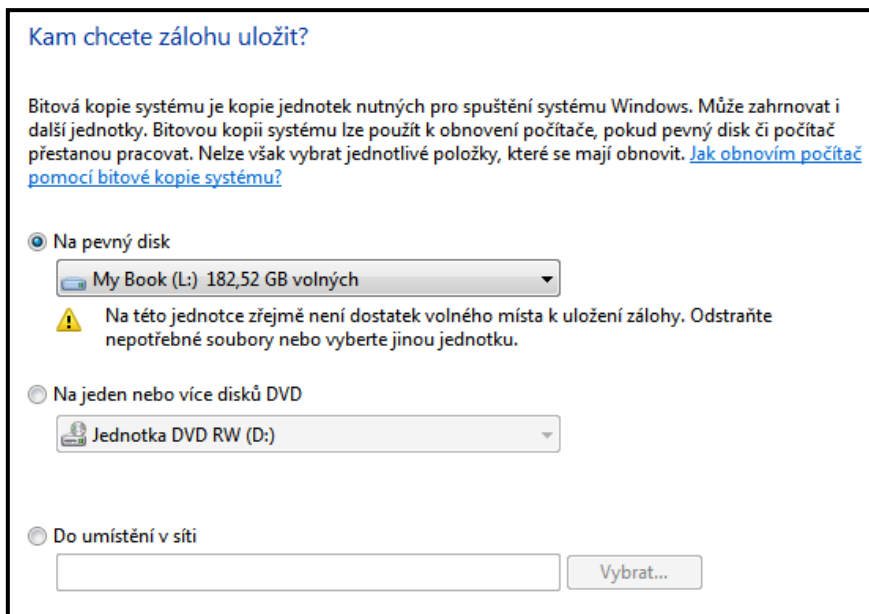 Kam chcete zálohu uložit?
Bitová kopie systému je kopie jednotek nutných pro spuštění systému Windows. Může zahrnovat i
další jednotky. Bitovou kopii systému lze použít k obnovení počítače, pokud pevný disk či počítač
přestanou pracovat. Nelze však vybrat jednotlivé položky, které se mají obnovit. Jak obnovím počítač
pomocí bitové kopie systému?
Na pevný disk
My Book (L:) 182,52 GB volných
Na této jednotce zřejmě není dostatek volného místa k uložení zálohy. Odstraňte
nepotřebné soubory nebo vyberte jinou jednotku.
Na jeden nebo více disků DVD
Jednotka DVD RW (D:)
Do umístění v síti
Vybrat...